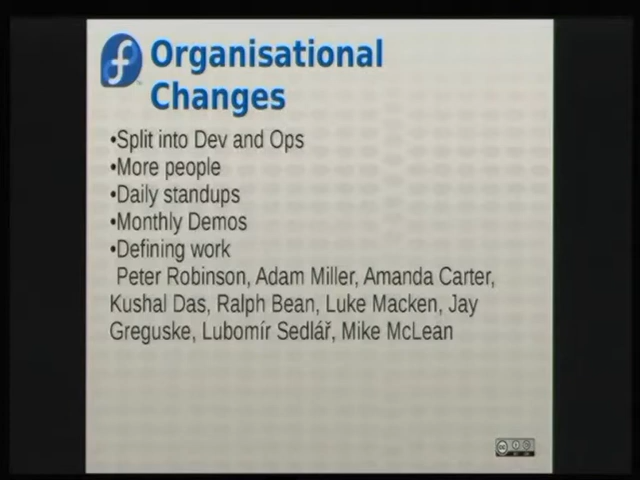 Organisational
Changes
•Split into Dev and Ops
•More people
•Daily standups
•Monthly Demos
•Defining work
Peter Robinson, Adam Miller, Amanda Carter,
Kushal Das, Ralph Bean, Luke Macken, Jay
Greguske, Lubomír Sedlář, Mike McLean